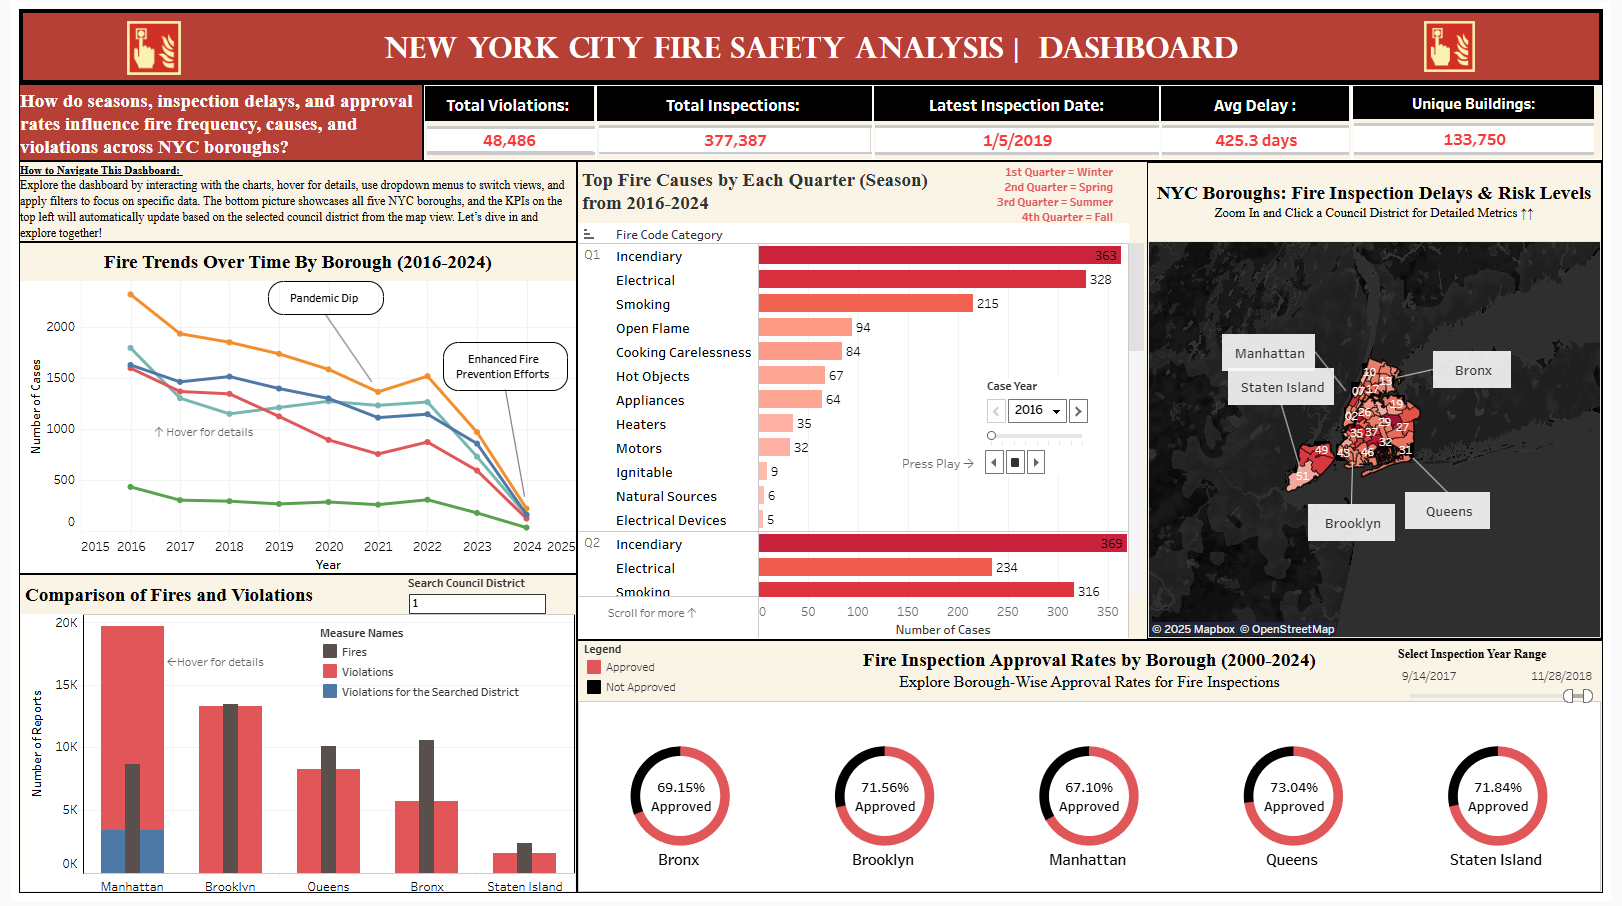 NEW YORK CITY FIRE SAFETY ANALYSIS | DASHBOARD
How do seasons, inspection delays, and approval
rates influence fire frequency, causes, and
violations across NYC boroughs?
Total Violations:
48,486
Total Inspections:
377,387
Latest Inspection Date:
1/5/2019
Avg Delay :
425.3 days
Unique Buildings:
133,750
How to Navigate This Dashboard:
Explore the dashboard by interacting with the charts, hover for details, use dropdown menus to switch views, and
apply filters to focus on specific data. The bottom picture showcases all five NYC boroughs, and the KPIs on the
top left will automatically update based on the selected council district from the map view. Let's dive in and
explore together!
Fire Trends Over Time By Borough (2016-2024)
Pandemic Dip
Enhanced Fire
Prevention Efforts
↑ Hover for details
Number of Cases
2000
1500
1000
500
0
2015 2016 2017 2018 2019 2020 2021 2022 2023 2024 2025
Year
Comparison of Fires and Violations
Search Council District
1
Measure Names
Fires
Violations
Violations for the Searched District
←Hover for details
Number of Reports
20K
15K
10K
5K
0K
Manhattan Brooklyn Queens Bronx Staten Island
Top Fire Causes by Each Quarter (Season)
from 2016-2024
1st Quarter = Winter
2nd Quarter = Spring
3rd Quarter = Summer
4th Quarter = Fall
Fire Code Category
Q1
Incendiary 363
Electrical 328
Smoking 215
Open Flame 94
Cooking Carelessness 84
Hot Objects 67
Appliances 64
Heaters 35
Motors 32
Ignitable 9
Natural Sources 6
Electrical Devices 5
Q2
Incendiary 369
Electrical 234
Smoking 316
Case Year
2016
Press Play →
Scroll for more ↑
0 50 100 150 200 250 300 350
Number of Cases
NYC Boroughs: Fire Inspection Delays & Risk Levels
Zoom In and Click a Council District for Detailed Metrics ↑↑
Manhattan
Staten Island
Bronx
Brooklyn
Queens
10
13
07
17
19
02
26
29
27
35
37
32
31
49
43
46
51
© 2025 Mapbox © OpenStreetMap
Legend
Approved
Not Approved
Fire Inspection Approval Rates by Borough (2000-2024)
Explore Borough-Wise Approval Rates for Fire Inspections
Select Inspection Year Range
9/14/2017 11/28/2018
69.15%
Approved
Bronx
71.56%
Approved
Brooklyn
67.10%
Approved
Manhattan
73.04%
Approved
Queens
71.84%
Approved
Staten Island